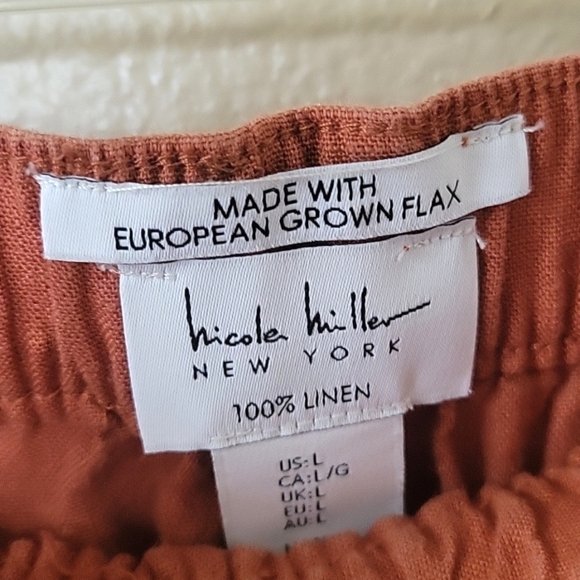 MADE WITH
EUROPEAN GROWN FLAX
Nicole Miller
NEW YORK
100% LINEN
US: L
CA: L/G
UK: L
EU: L
AU: L